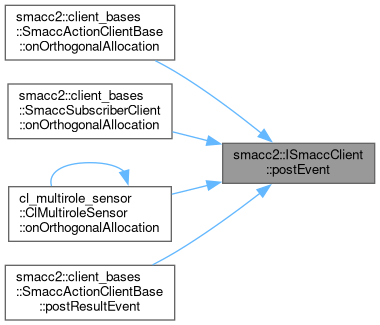 smacc2::client_bases
::SmaccActionClientBase
::onOrthogonalAllocation
smacc2::client_bases
::SmaccSubscriberClient
::onOrthogonalAllocation
smacc2::ISmaccClient
::postEvent
cl_multirole_sensor
::ClMultiroleSensor
::onOrthogonalAllocation
smacc2::client_bases
::SmaccActionClientBase
::postResultEvent